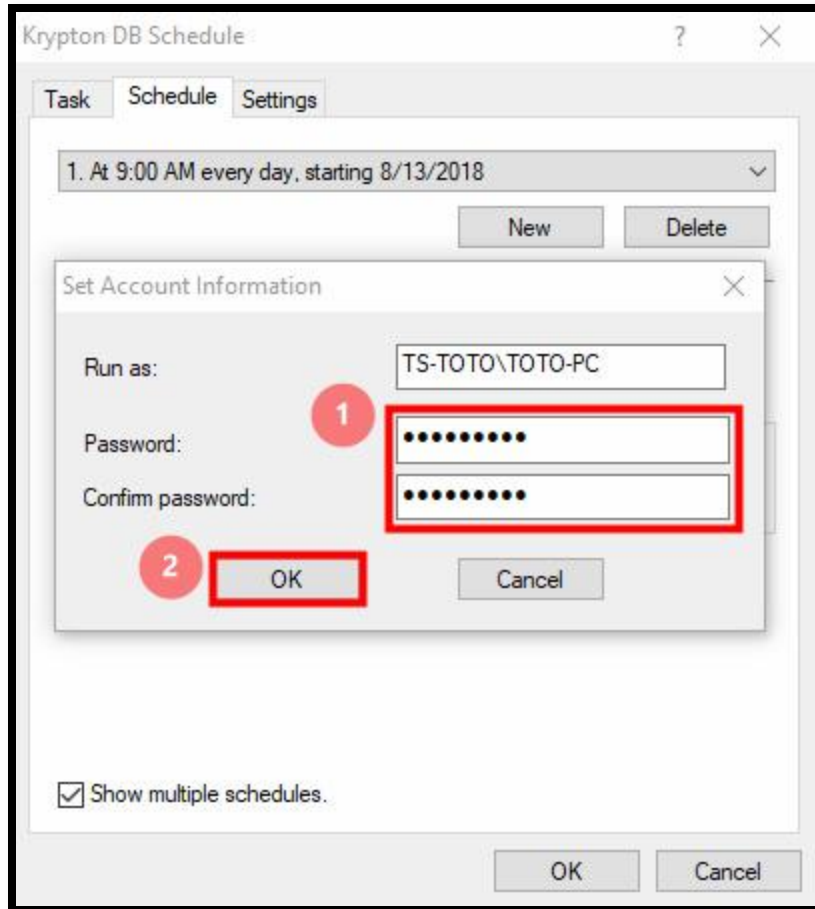 Krypton DB Schedule ?
Task Schedule Settings
1. At 9:00 AM every day, starting 8/13/2018
New Delete
Set Account Information
Run as: TS-TOTO\TOTO-PC
1
Password: •••••••••
Confirm password: •••••••••
2 OK Cancel
Show multiple schedules.
OK Cancel